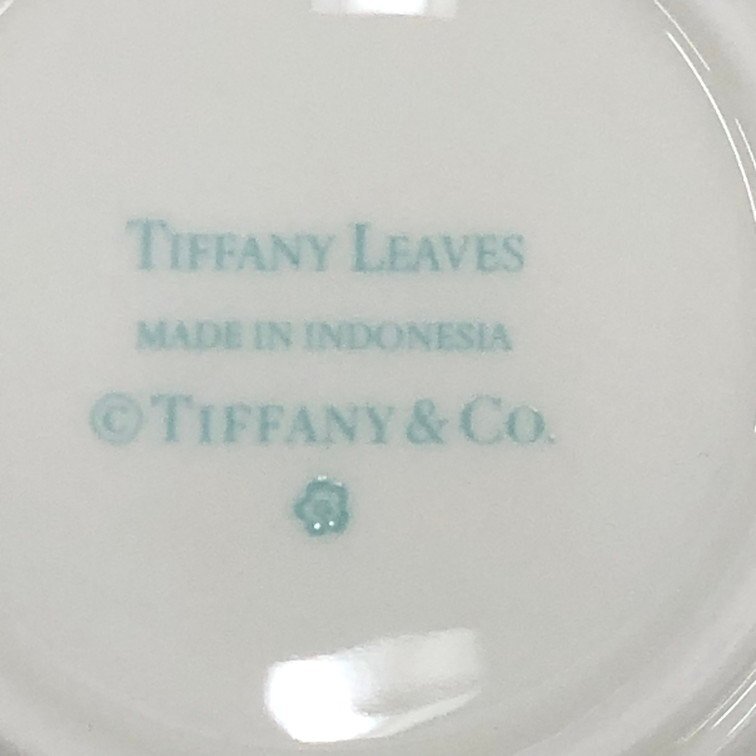 TIFFANY LEAVES
MADE IN INDONESIA
©TIFFANY & CO.